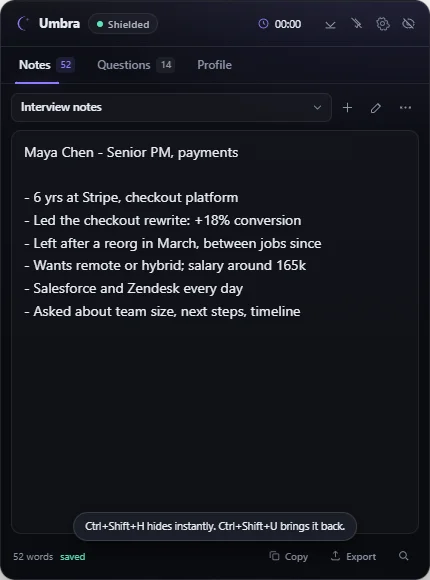 Umbra Shielded 00:00
Notes 52 Questions 14 Profile
Interview notes
Maya Chen - Senior PM, payments
- 6 yrs at Stripe, checkout platform
- Led the checkout rewrite: +18% conversion
- Left after a reorg in March, between jobs since
- Wants remote or hybrid; salary around 165k
- Salesforce and Zendesk every day
- Asked about team size, next steps, timeline
Ctrl+Shift+H hides instantly. Ctrl+Shift+U brings it back.
52 words saved Copy Export